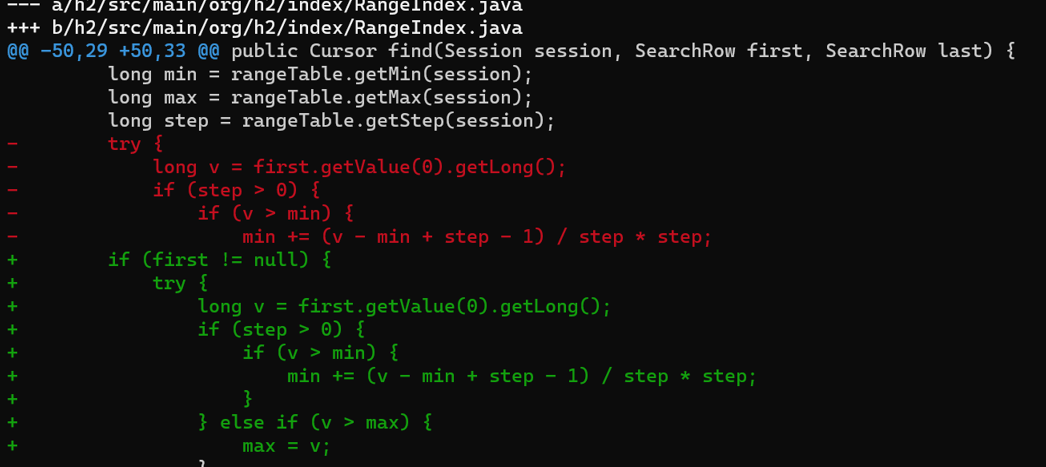 --- a/h2/src/main/org/h2/index/RangeIndex.java
+++ b/h2/src/main/org/h2/index/RangeIndex.java
@@ -50,29 +50,33 @@ public Cursor find(Session session, SearchRow first, SearchRow last) {
         long min = rangeTable.getMin(session);
         long max = rangeTable.getMax(session);
         long step = rangeTable.getStep(session);
-        try {
-            long v = first.getValue(0).getLong();
-            if (step > 0) {
-                if (v > min) {
-                    min += (v - min + step - 1) / step * step;
+        if (first != null) {
+            try {
+                long v = first.getValue(0).getLong();
+                if (step > 0) {
+                    if (v > min) {
+                        min += (v - min + step - 1) / step * step;
+                    }
+                } else if (v > max) {
+                    max = v;
                 }